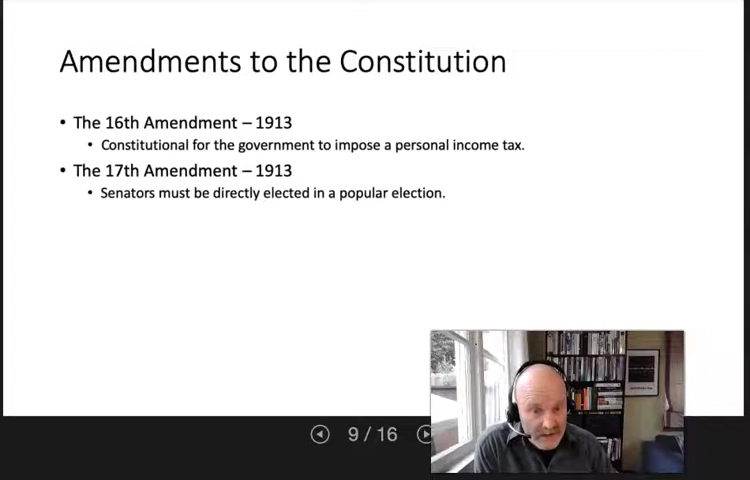 Amendments to the Constitution
• The 16th Amendment – 1913
• Constitutional for the government to impose a personal income tax.
• The 17th Amendment – 1913
• Senators must be directly elected in a popular election.
9 / 16